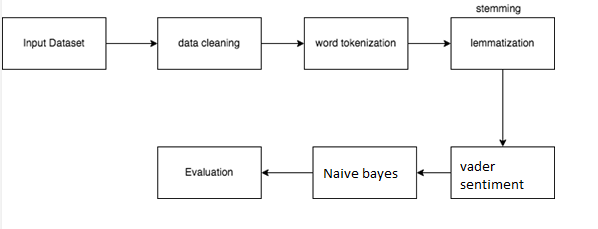 stemming
Input Dataset
data cleaning
word tokenization
lemmatization
Evaluation
Naive bayes
vader
sentiment